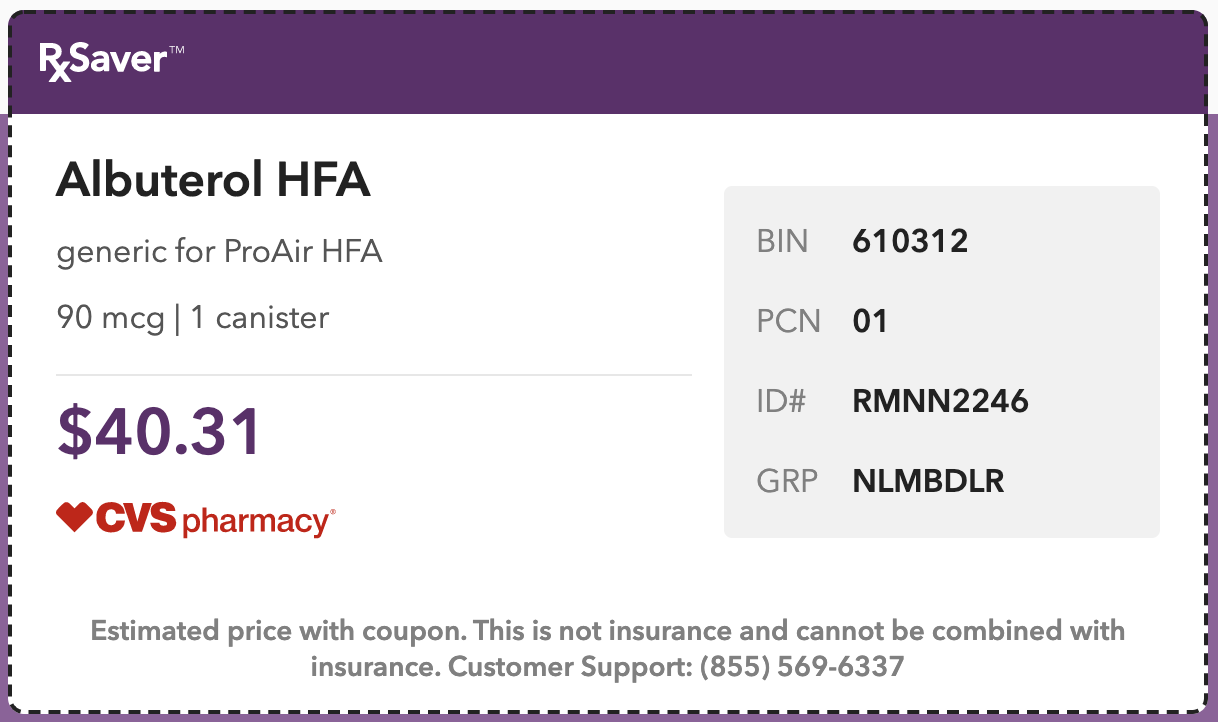 RxSaver™
Albuterol HFA
generic for ProAir HFA
90 mcg | 1 canister
$40.31
CVS pharmacy®
BIN 610312
PCN 01
ID# RMNN2246
GRP NLMBDLR
Estimated price with coupon. This is not insurance and cannot be combined with
insurance. Customer Support: (855) 569-6337